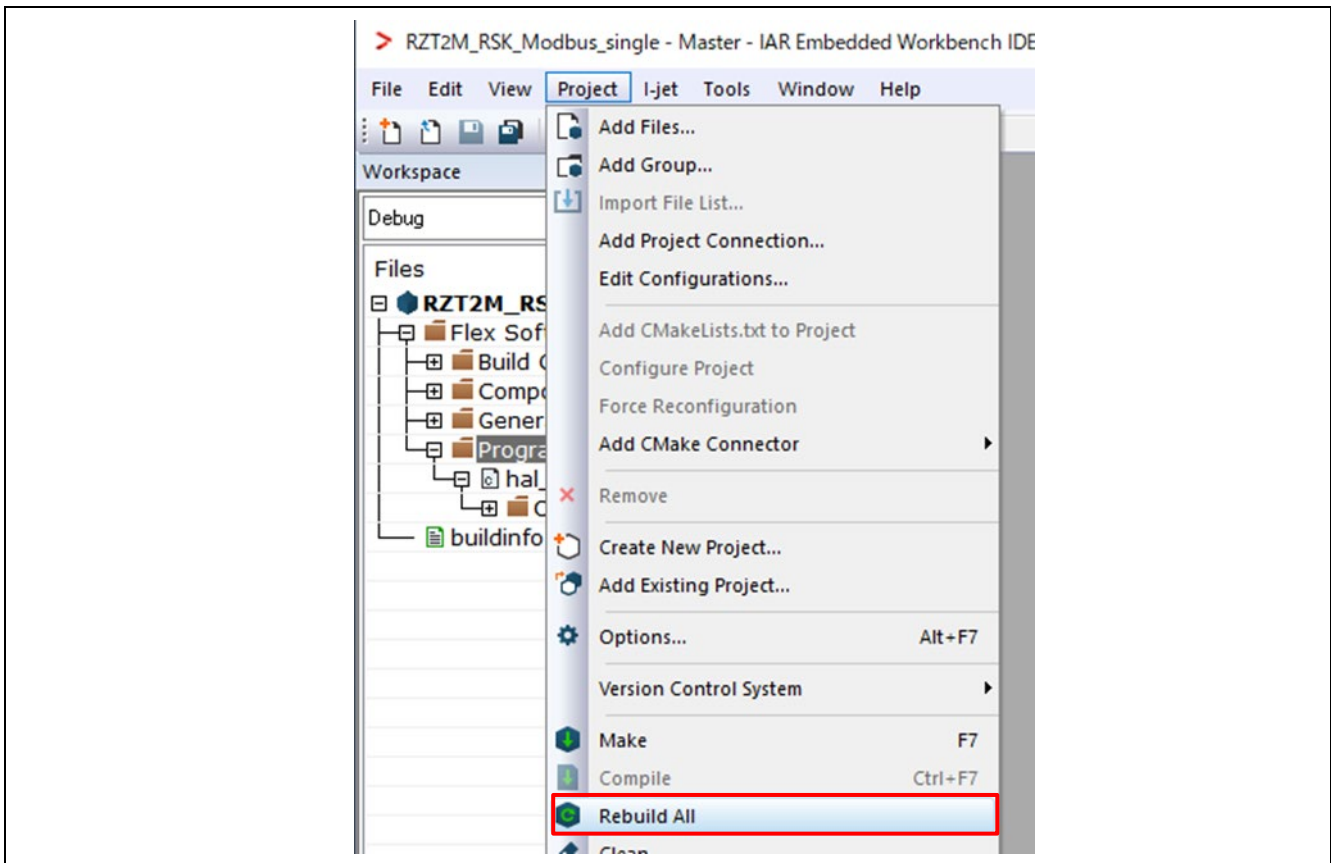 RZT2M_RSK_Modbus_single - Master - IAR Embedded Workbench IDE
File Edit View Project I-jet Tools Window Help
Add Files...
Workspace
Add Group...
Import File List...
Debug
Add Project Connection...
Files
Edit Configurations...
RZT2M_RS
Flex Sof
Add CMakeLists.txt to Project
Build
Configure Project
Compo
Force Reconfiguration
Gener
Add CMake Connector
Progra
hal_
Remove
buildinfo
Create New Project...
Add Existing Project...
Options... Alt+F7
Version Control System
Make F7
Compile Ctrl+F7
Rebuild All
Clean